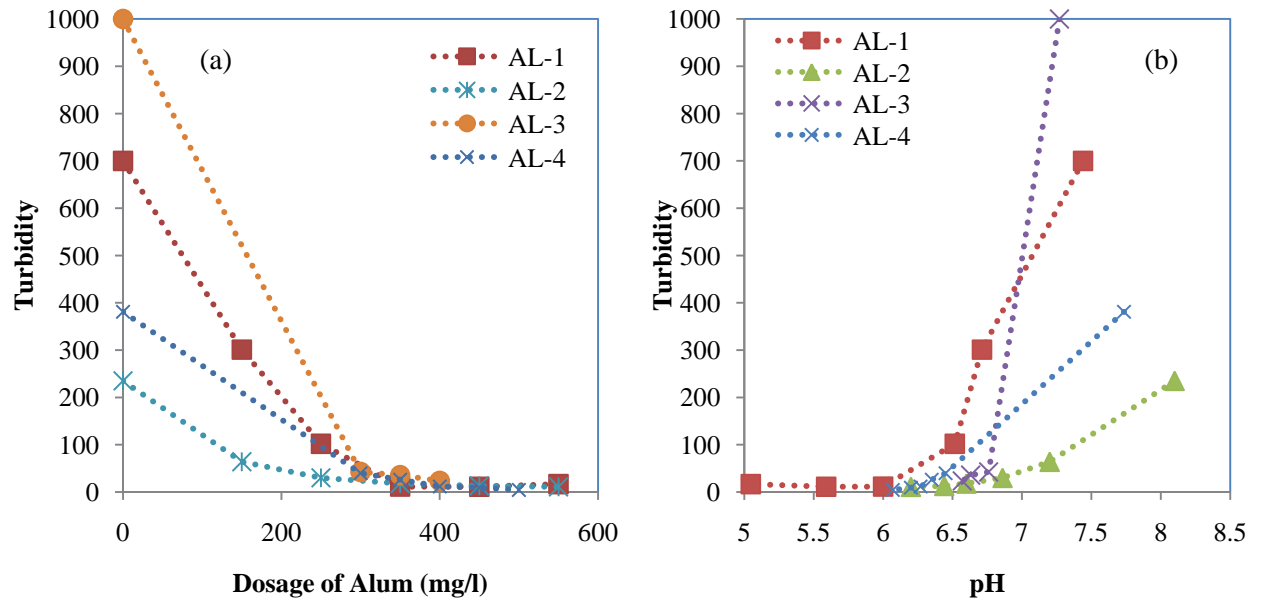 (a)
AL-1
AL-2
AL-3
AL-4
Turbidity
1000
900
800
700
600
500
400
300
200
100
0
0 200 400 600
Dosage of Alum (mg/l)
(b)
AL-1
AL-2
AL-3
AL-4
Turbidity
1000
900
800
700
600
500
400
300
200
100
0
5 5.5 6 6.5 7 7.5 8 8.5
pH